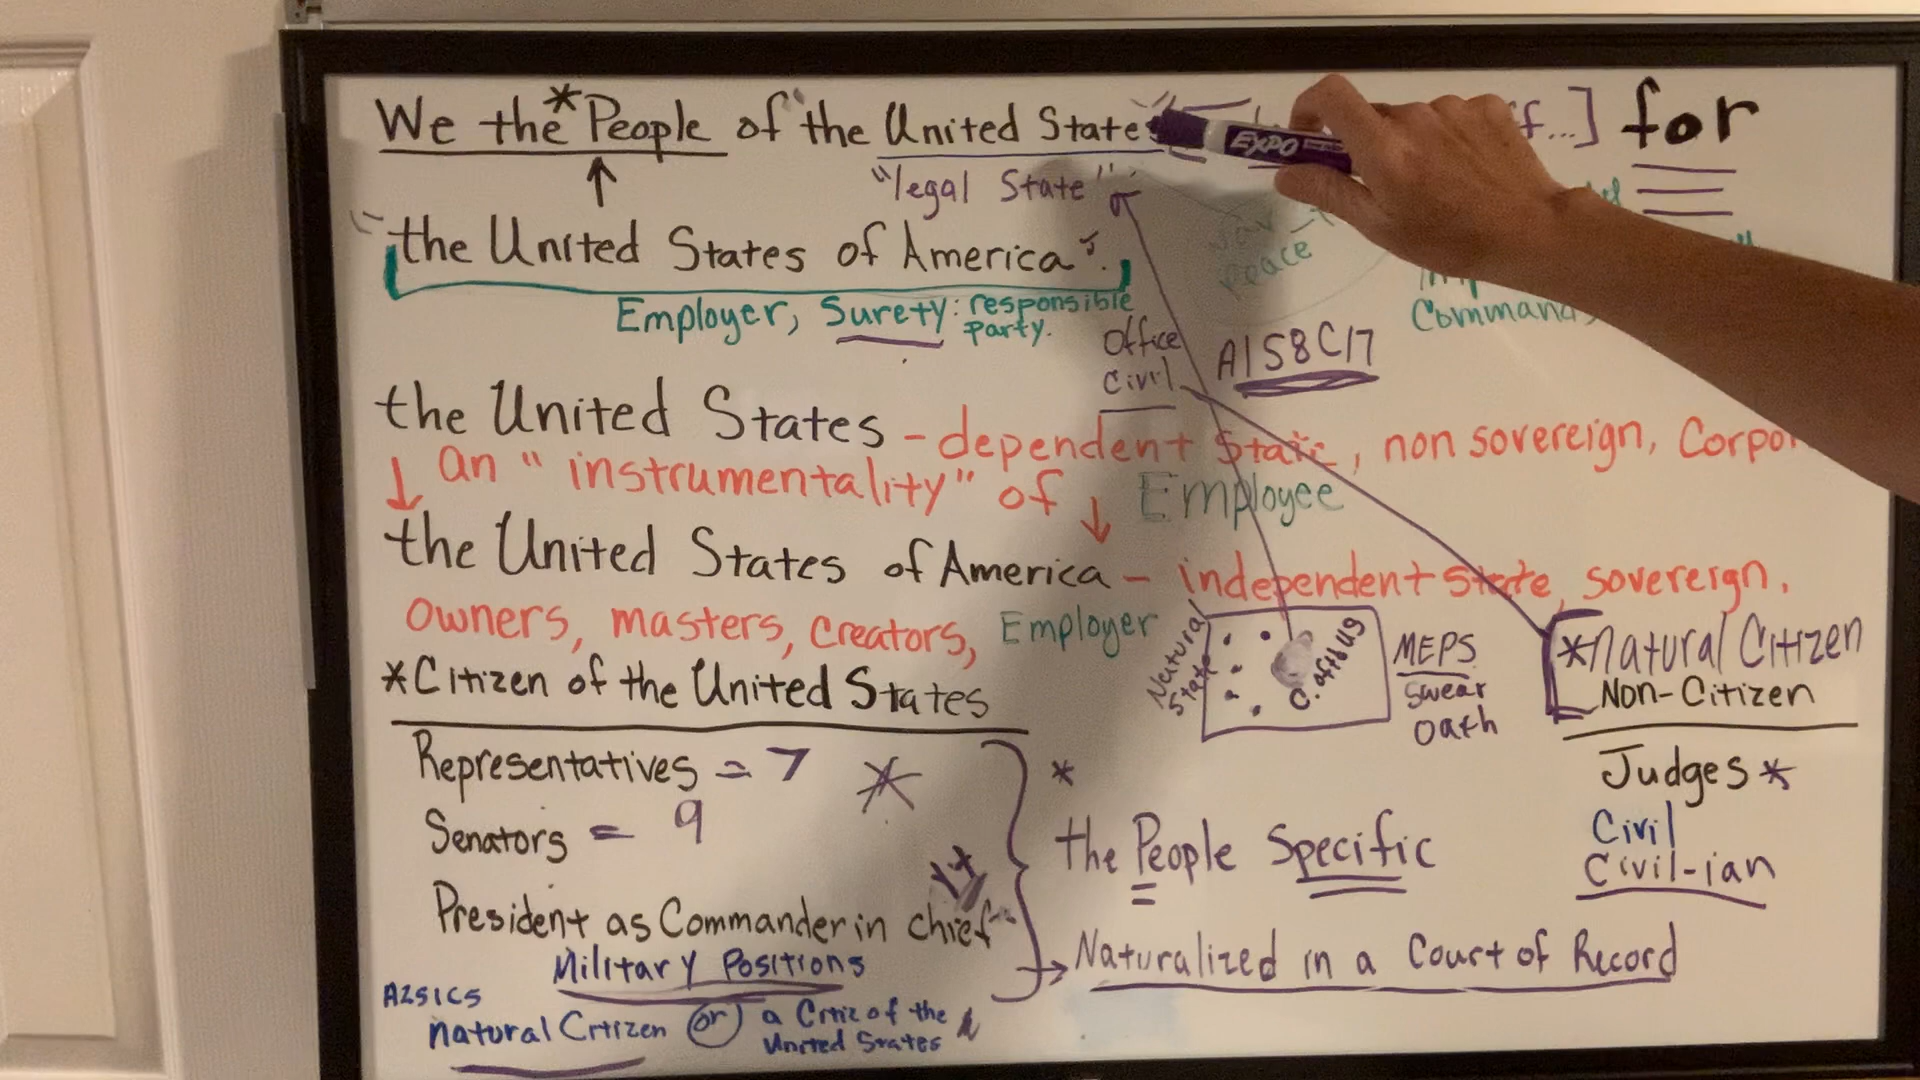 We the *People of "the United States f...] for
"legal State"
"the United States of America".
Employer, Surety: responsible
party.
peace
Office
Civil
A1S8C17
EXPO
the United States - dependent State, non sovereign,
an "instrumentality" of Employee
the United States of America - independent State, sovereign.
owners, masters, creators, Employer
*Citizen of the United States
Representatives = 7
Senators = 9
President as Commander in chief
Military Positions
A2S1C5
natural Citizen or a Citiz of the
United States
Natural
State
C. of t US
MEPS
swear
oath
*Natural Citizen
Non-Citizen
Judges *
Civil
Civil-ian
*
the People Specific
Naturalized in a Court of Record